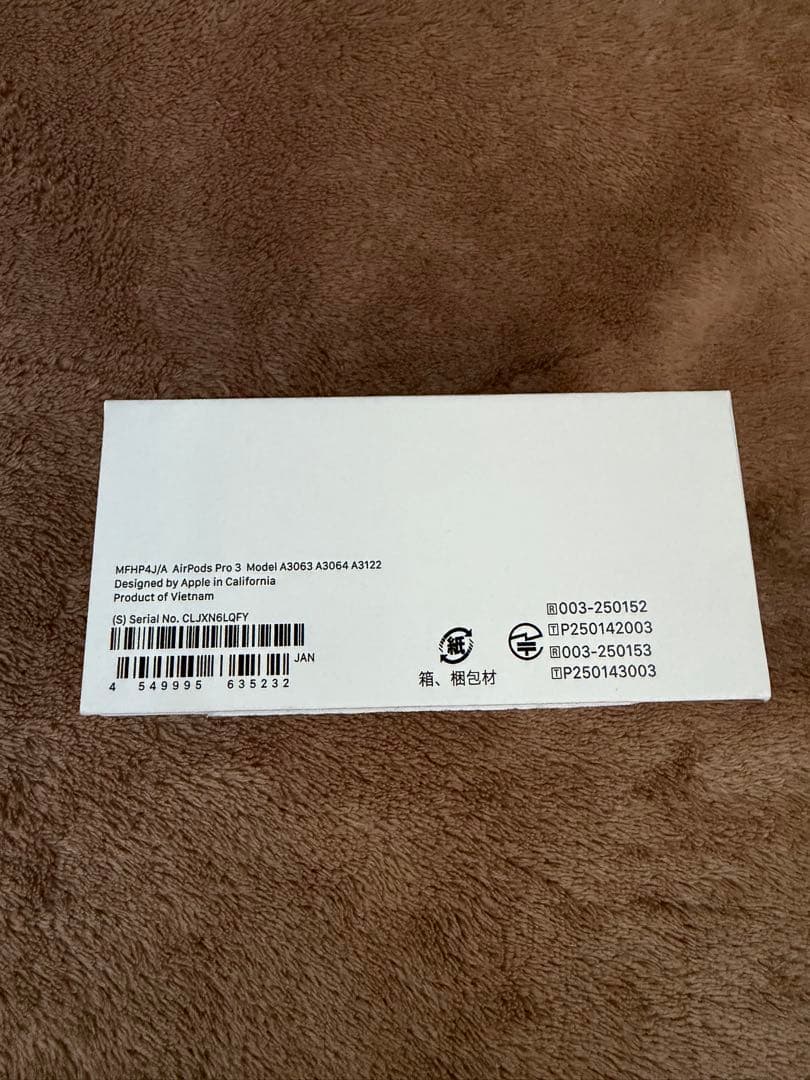 MFHP4J/A AirPods Pro 3 Model A3063 A3064 A3122
Designed by Apple in California
Product of Vietnam
(S) Serial No. CLJXN6LQFY
JAN
4 549995 635232
紙
箱、梱包材
🅁003-250152
🅃P250142003
🅁003-250153
🅃P250143003